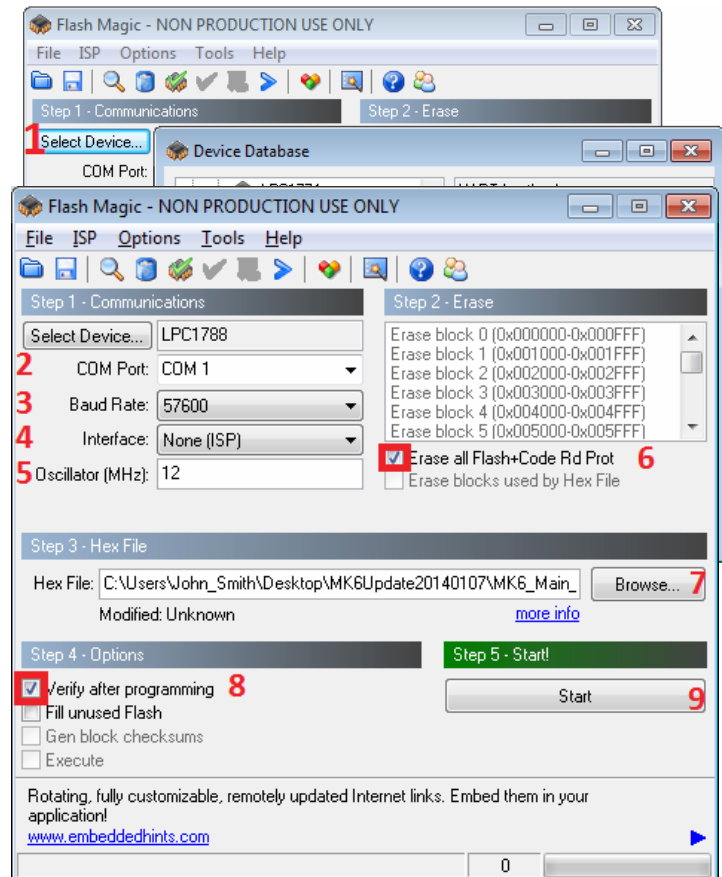 Flash Magic - NON PRODUCTION USE ONLY
File ISP Options Tools Help
Step 1 - Communications
Step 2 - Erase
1
Select Device...
COM Port:
Device Database
Flash Magic - NON PRODUCTION USE ONLY
File ISP Options Tools Help
Step 1 - Communications
Select Device... LPC1788
2 COM Port: COM 1
3 Baud Rate: 57600
4 Interface: None (ISP)
5 Oscillator (MHz): 12
Step 2 - Erase
Erase block 0 (0x000000-0x000FFF)
Erase block 1 (0x001000-0x001FFF)
Erase block 2 (0x002000-0x002FFF)
Erase block 3 (0x003000-0x003FFF)
Erase block 4 (0x004000-0x004FFF)
Erase block 5 (0x005000-0x005FFF)
Erase all Flash+Code Rd Prot 6
Erase blocks used by Hex File
Step 3 - Hex File
Hex File: C:\Users\John_Smith\Desktop\MK6Update20140107\MK6_Main_ Browse... 7
Modified: Unknown more info
Step 4 - Options
Verify after programming 8
Fill unused Flash
Gen block checksums
Execute
Step 5 - Start!
Start 9
Rotating, fully customizable, remotely updated Internet links. Embed them in your
application!
www.embeddedhints.com
0